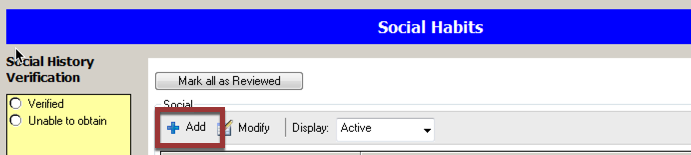 Social Habits
Social History
Verification
Verified
Unable to obtain
Mark all as Reviewed
Social
Add Modify Display: Active